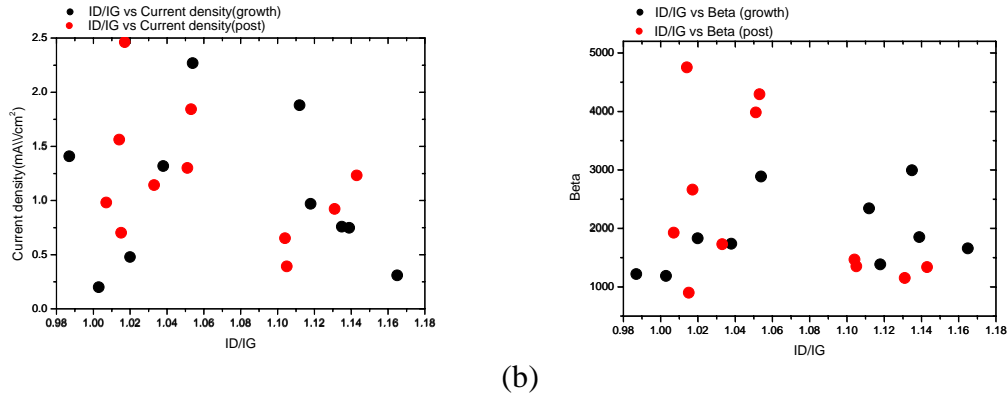 ID/IG vs Current density(growth)
ID/IG vs Current density(post)
2.5
2.0
1.5
1.0
0.5
0.0
Current density(mA\Vcm²)
0.98 1.00 1.02 1.04 1.06 1.08 1.10 1.12 1.14 1.16 1.18
ID/IG
ID/IG vs Beta (growth)
ID/IG vs Beta (post)
5000
4000
3000
2000
1000
Beta
0.98 1.00 1.02 1.04 1.06 1.08 1.10 1.12 1.14 1.16 1.18
ID/IG
(b)